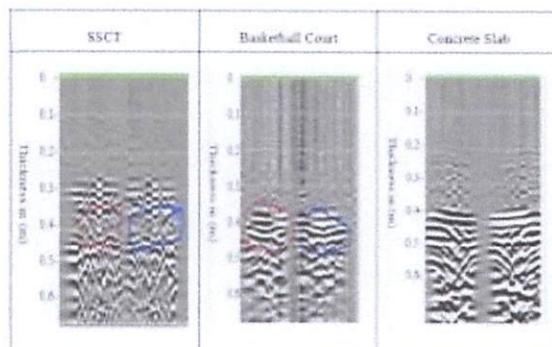 SSCT Basketball Court Concrete Slab
Thickness in (m) Thickness in (m) Thickness in (m)
0 0 0
0.1 0.1 0.1
0.2 0.2 0.2
0.3 0.3 0.3
0.4 0.4 0.4
0.5 0.5 0.5
0.6 0.6 0.6